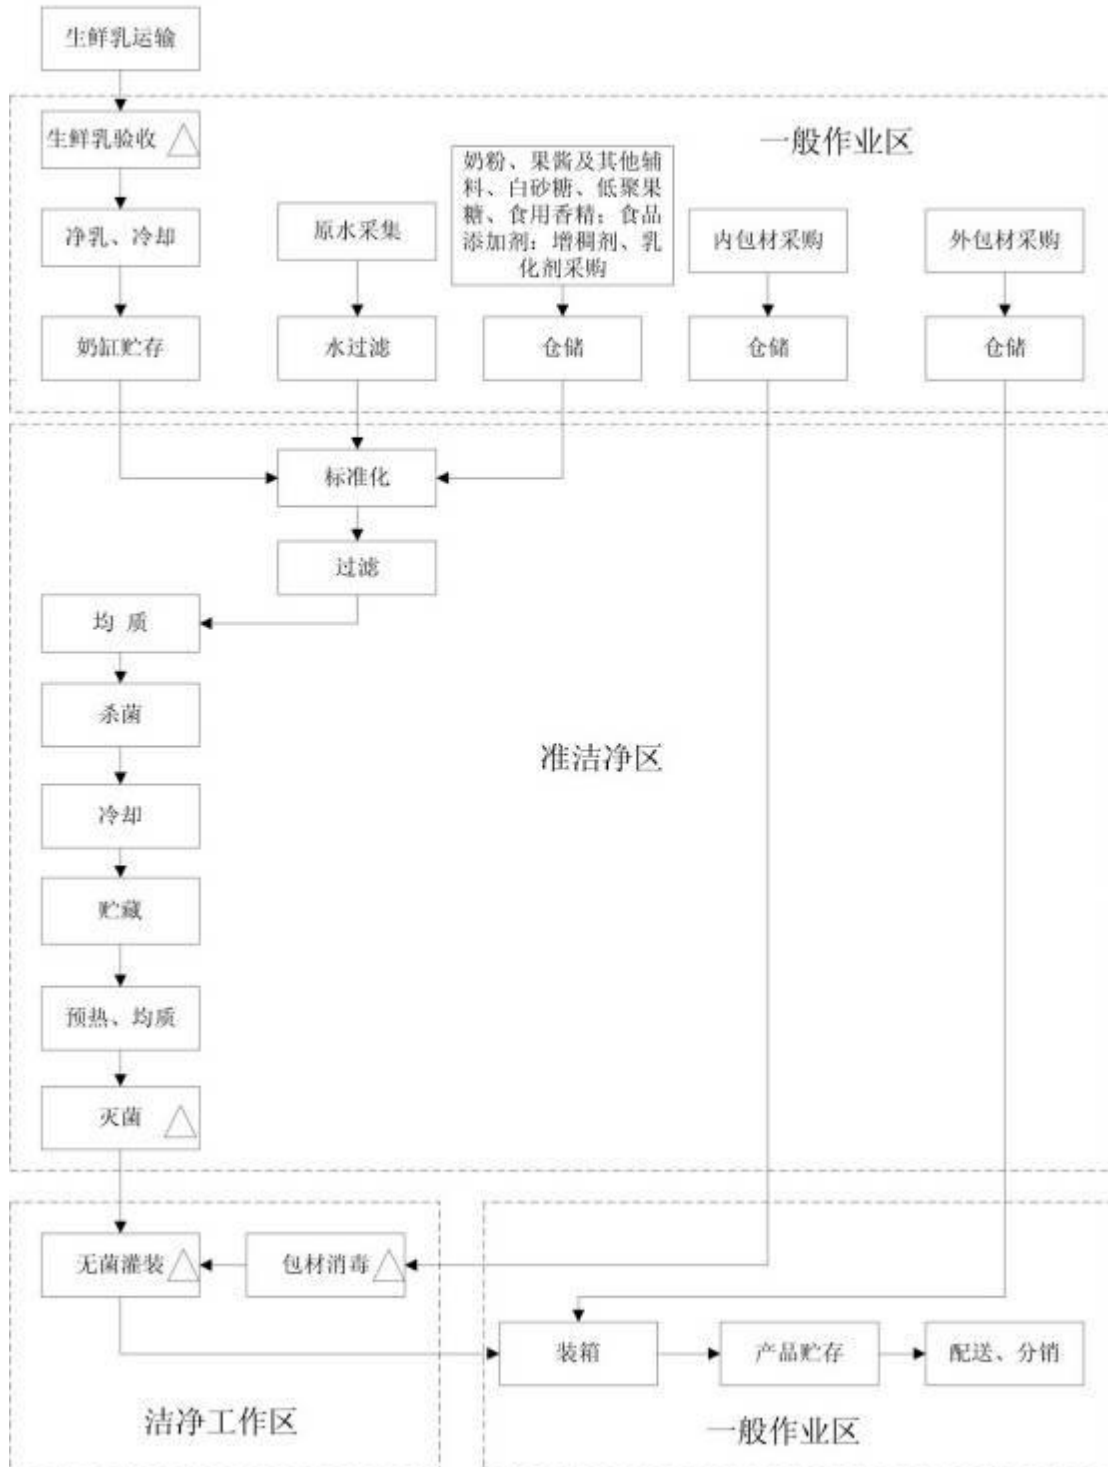 生鲜乳运输
生鲜乳验收
一般作业区
净乳、冷却
原水采集
奶粉、果酱及其他辅
料、白砂糖、低聚果
糖、食用香精；食品
添加剂：增稠剂、乳
化剂采购
内包材采购
外包材采购
奶缸贮存
水过滤
仓储
仓储
仓储
标准化
过滤
均 质
杀菌
准洁净区
冷却
贮藏
预热、均质
灭菌
无菌灌装
包材消毒
装箱
产品贮存
配送、分销
洁净工作区
一般作业区